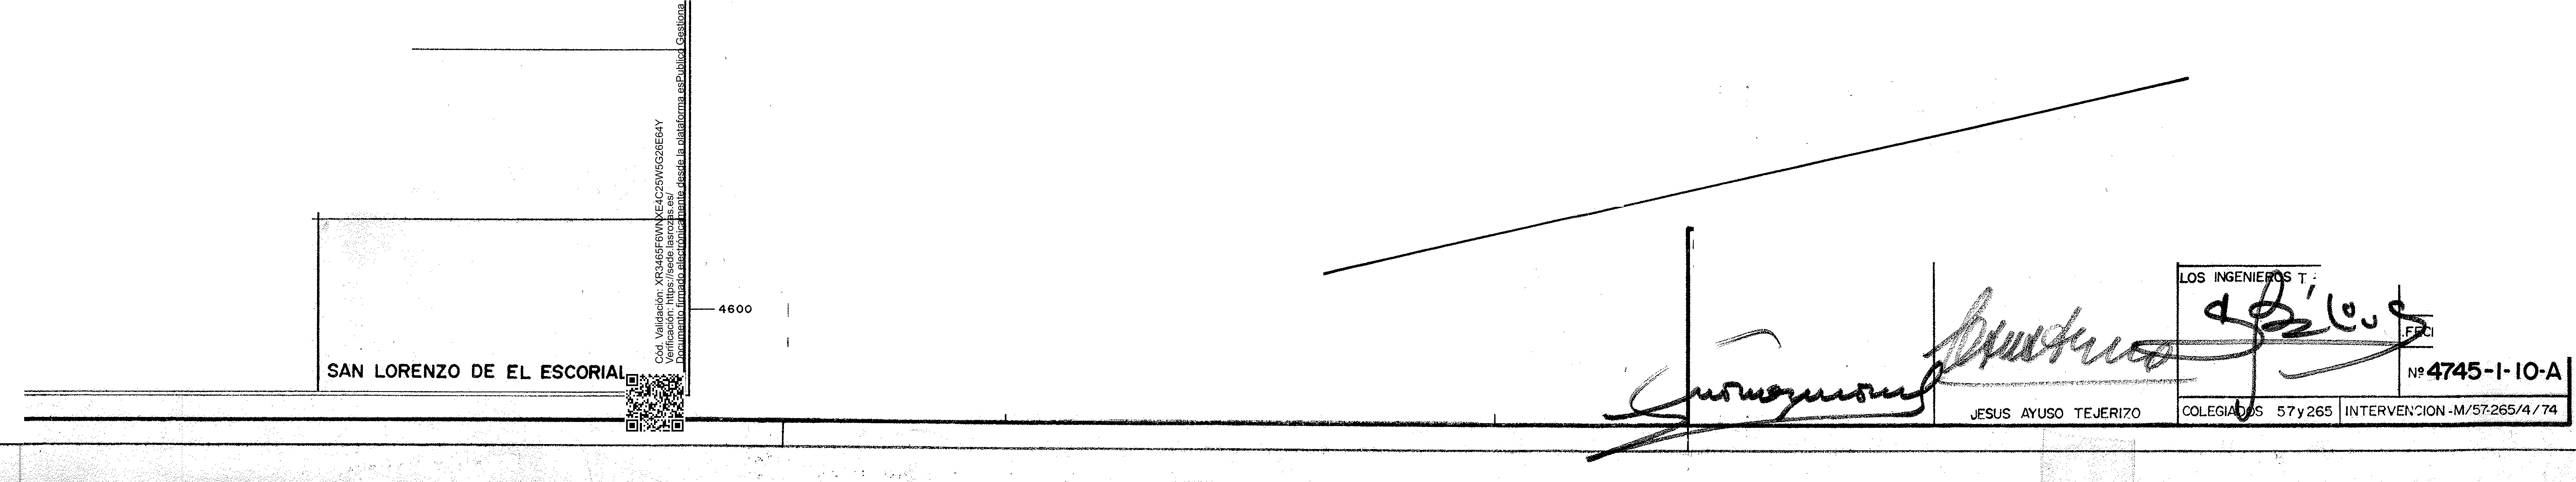 SAN LORENZO DE EL ESCORIAL
Cód. Validación: XR3465F6WNXE4C25W5G26E64Y
Verificación: https://sede.lasrozas.es/
Documento firmado electrónicamente desde la plataforma esPublico Gestiona
4600
JESUS AYUSO TEJERIZO
LOS INGENIEROS T.
FECI
Nº 4745-I-10-A
COLEGIADOS 57 y 265
INTERVENCION-M/57-265/4/74